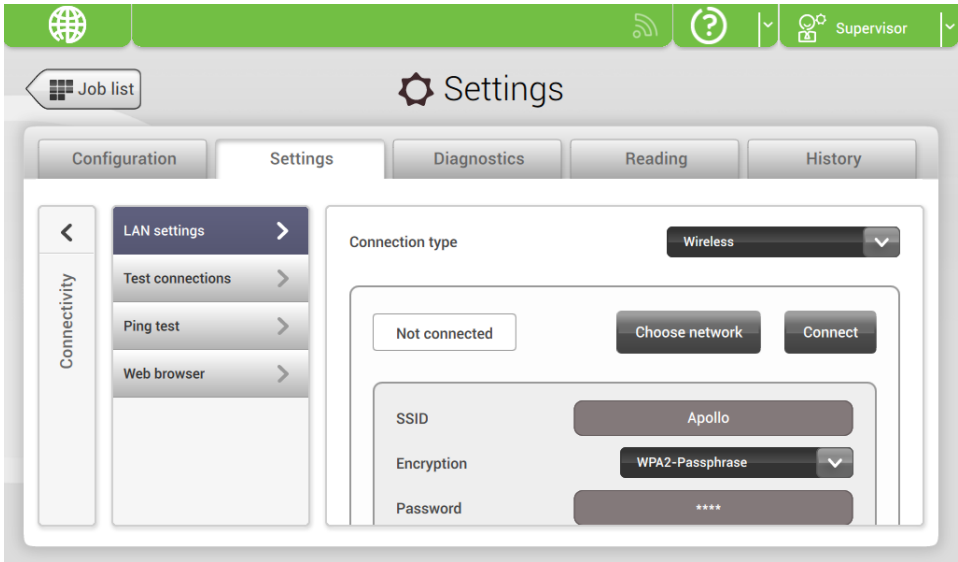 Supervisor
Job list
Settings
Configuration
Settings
Diagnostics
Reading
History
Connectivity
LAN settings
Test connections
Ping test
Web browser
Connection type
Wireless
Not connected
Choose network
Connect
SSID
Apollo
Encryption
WPA2-Passphrase
Password
****